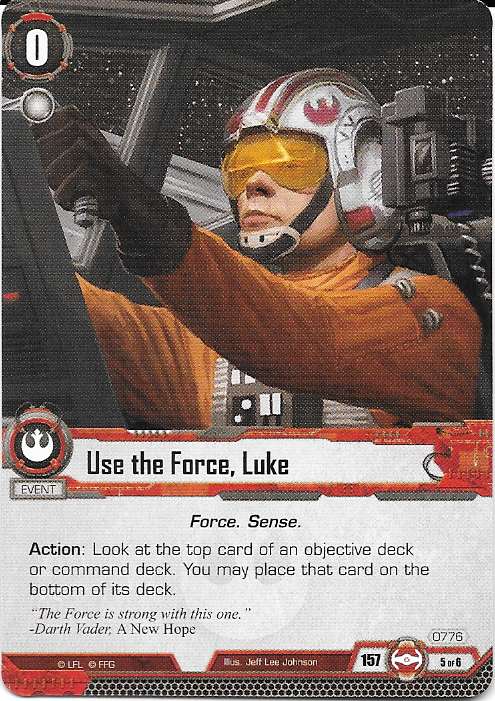 0
Use the Force, Luke
EVENT
Force. Sense.
Action: Look at the top card of an objective deck
or command deck. You may place that card on the
bottom of its deck.
“The Force is strong with this one.”
-Darth Vader, A New Hope
0776
© LFL © FFG
Illus. Jeff Lee Johnson
157
5 OF 6